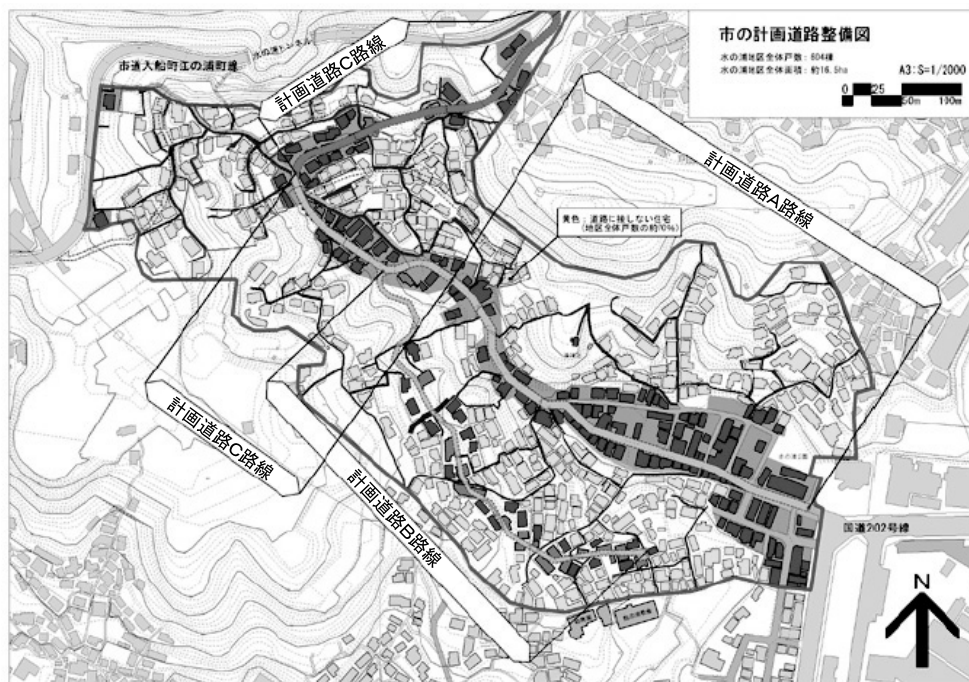 市の計画道路整備図
水の浦地区全体戸数：604棟
水の浦地区全体面積：約16.5ha
A3:S=1/2000
0 25
50m 100m
水の浦トンネル
市道入船町江の浦町線
計画道路C路線
計画道路A路線
黄色：道路に接しない住宅
（地区全体戸数の約70%）
計画道路C路線
計画道路B路線
国道202号線
N